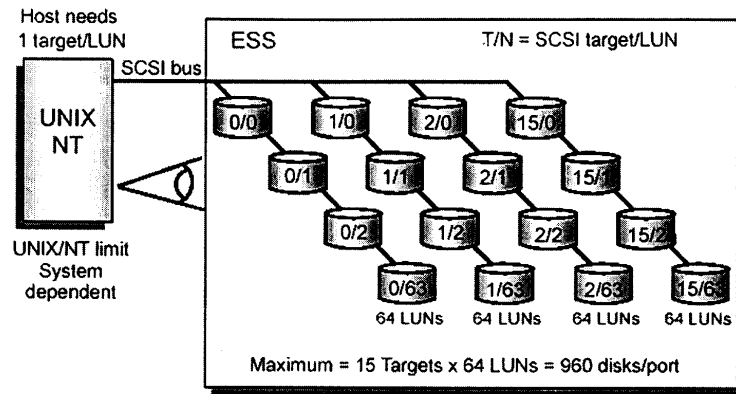 Host needs
1 target/LUN
ESS
T/N = SCSI target/LUN
SCSI bus
UNIX
NT
0/0 1/0 2/0 15/0
0/1 1/1 2/1 15/1
0/2 1/2 2/2 15/2
0/63 1/63 2/63 15/63
64 LUNs 64 LUNs 64 LUNs 64 LUNs
UNIX/NT limit
System
dependent
Maximum = 15 Targets x 64 LUNs = 960 disks/port